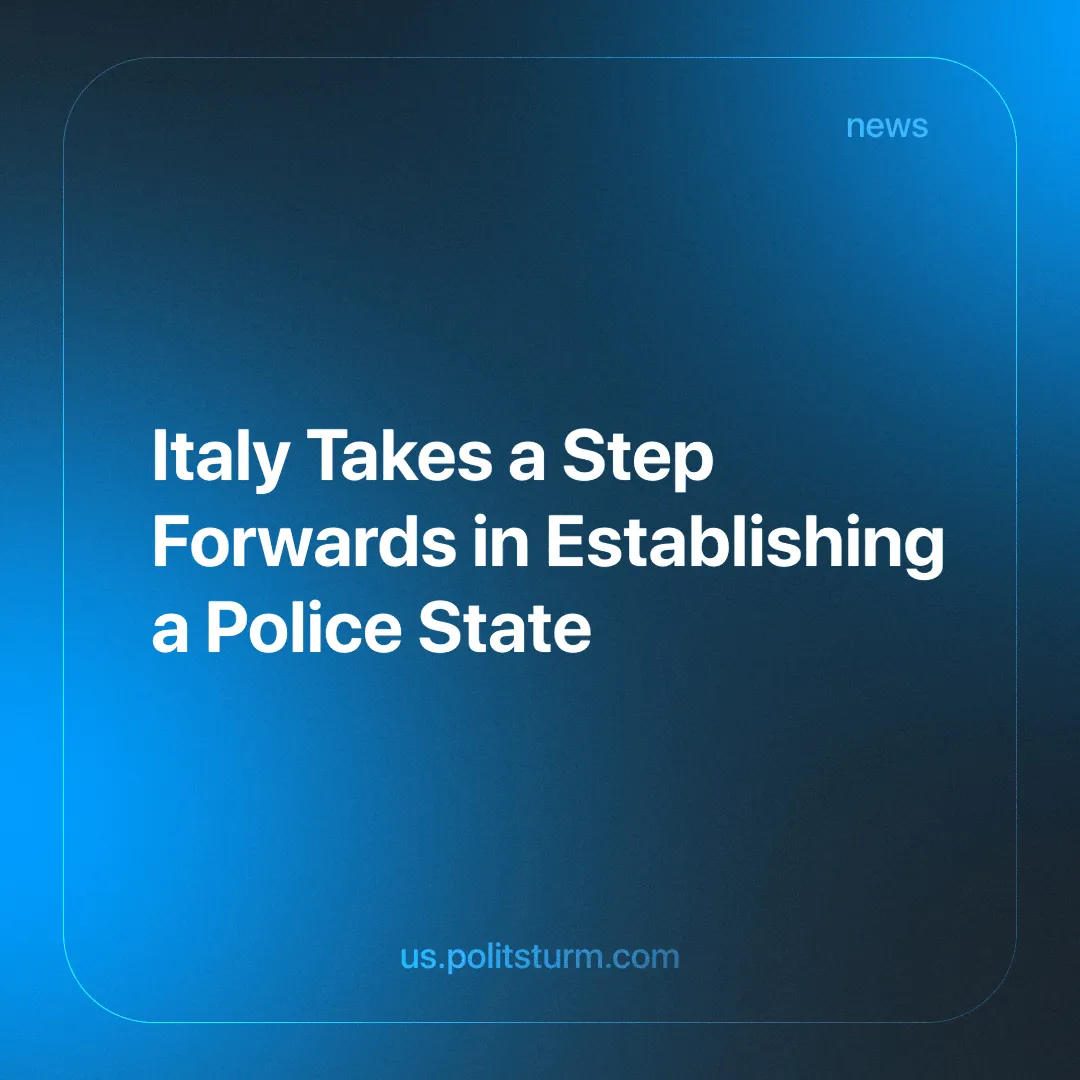 news
Italy Takes a Step
Forwards in Establishing
a Police State
us.politsturm.com